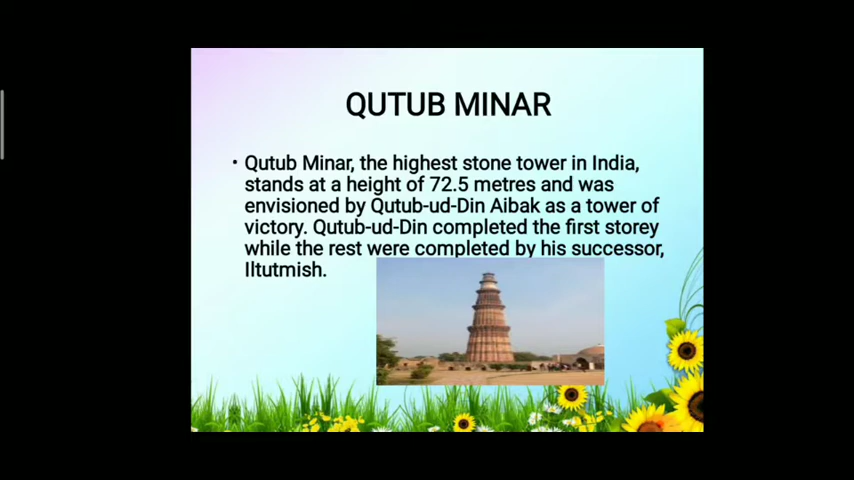 QUTUB MINAR
• Qutub Minar, the highest stone tower in India,
stands at a height of 72.5 metres and was
envisioned by Qutub-ud-Din Aibak as a tower of
victory. Qutub-ud-Din completed the first storey
while the rest were completed by his successor,
Iltutmish.